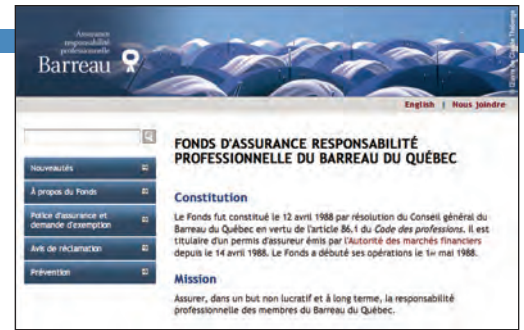 Assurance
responsabilité
professionnelle
Barreau
English | Nous joindre
FONDS D'ASSURANCE RESPONSABILITÉ
PROFESSIONNELLE DU BARREAU DU QUÉBEC
Nouveautés
À propos du Fonds
Police d'assurance et
demande d'exemption
Avis de réclamation
Prévention
Constitution
Le Fonds fut constitué le 12 avril 1988 par résolution du Conseil général du
Barreau du Québec en vertu de l'article 86.1 du Code des professions. Il est
titulaire d'un permis d'assureur émis par l'Autorité des marchés financiers
depuis le 14 avril 1988. Le Fonds a débuté ses opérations le 1er mai 1988.
Mission
Assurer, dans un but non lucratif et à long terme, la responsabilité
professionnelle des membres du Barreau du Québec.